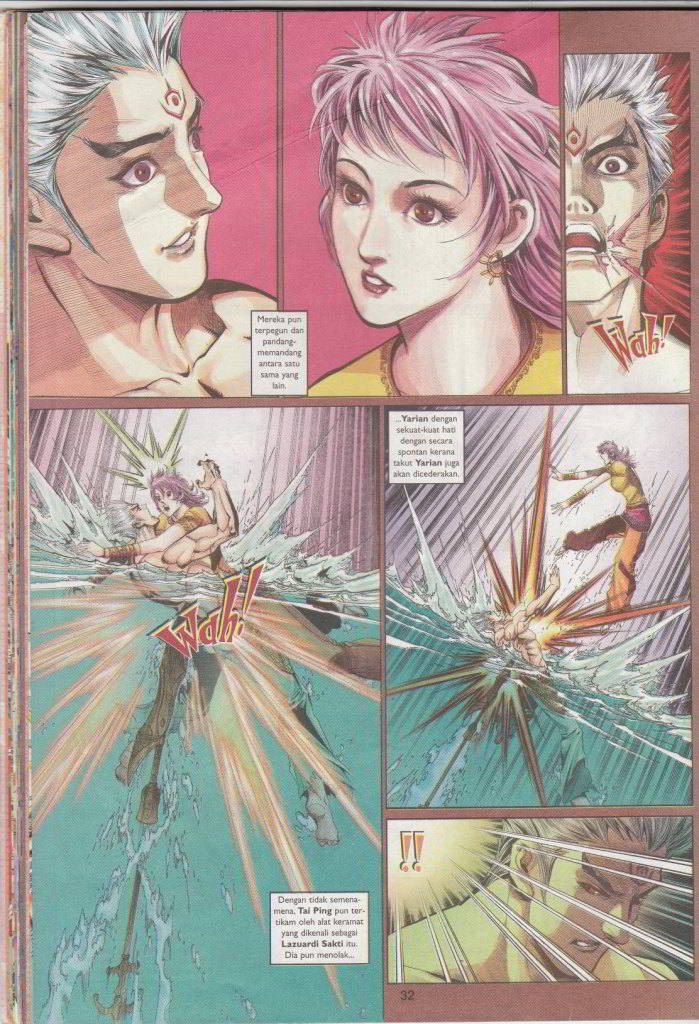 Mereka pun
terpegun dan
pandang-
memandang
antara satu
sama yang
lain.
Wah!
Wah!
Dengan tidak semena-
mena, Tai Ping pun ter-
tikam oleh alat keramat
yang dikenali sebagai
Lazuardi Sakti itu.
Dia pun menolak...
...Yarian dengan
sekuat-kuat hati
dengan secara
spontan kerana
takut Yarian juga
akan dicederakan.
!!
32